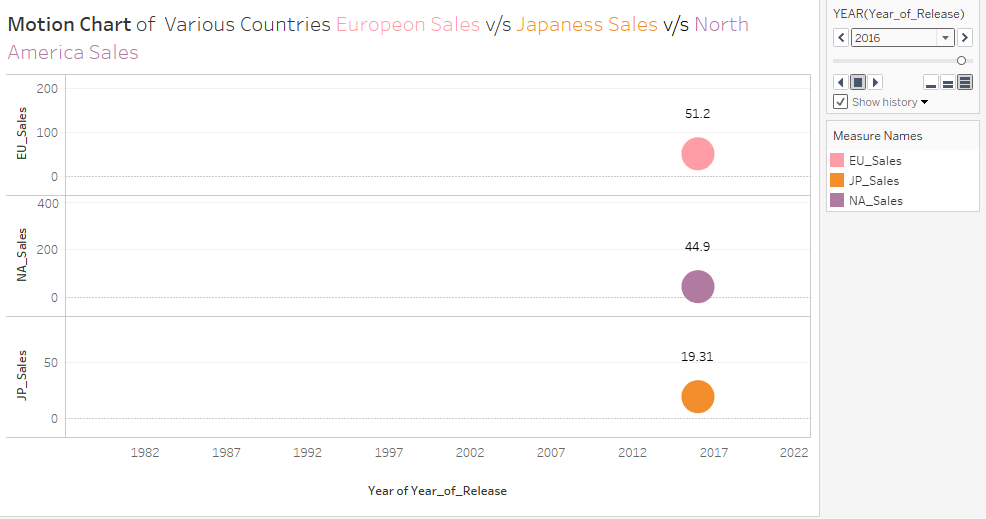 Motion Chart of Various Countries Europeon Sales v/s Japaness Sales v/s North
America Sales
EU_Sales
200
100
0
51.2
NA_Sales
400
200
0
44.9
JP_Sales
50
0
19.31
1982 1987 1992 1997 2002 2007 2012 2017 2022
Year of Year_of_Release
YEAR(Year_of_Release)
2016
Show history
Measure Names
EU_Sales
JP_Sales
NA_Sales